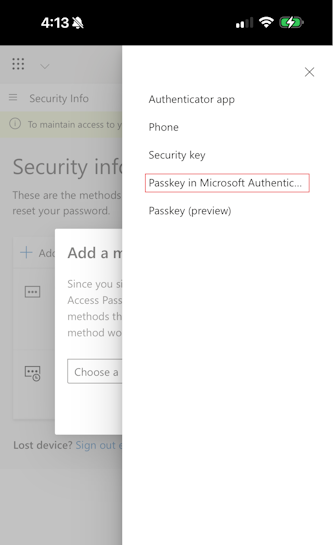 4:13
Security Info
To maintain access to y
Security info
These are the methods
reset your password.
Add a m
Since you si
Access Pass
methods th
method wo
Choose a
Lost device? Sign out e
Authenticator app
Phone
Security key
Passkey in Microsoft Authentic...
Passkey (preview)